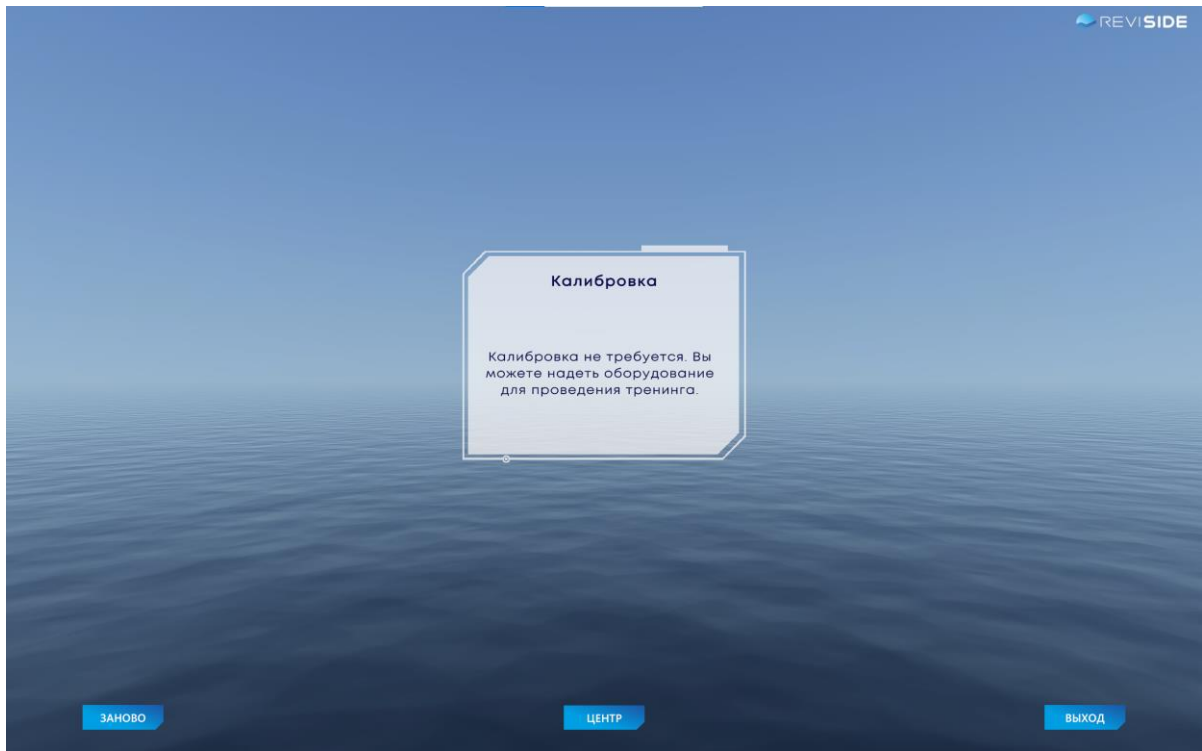 REVISIDE
Калибровка
Калибровка не требуется. Вы
можете надеть оборудование
для проведения тренинга.
ЗАНОВО
ЦЕНТР
ВЫХОД